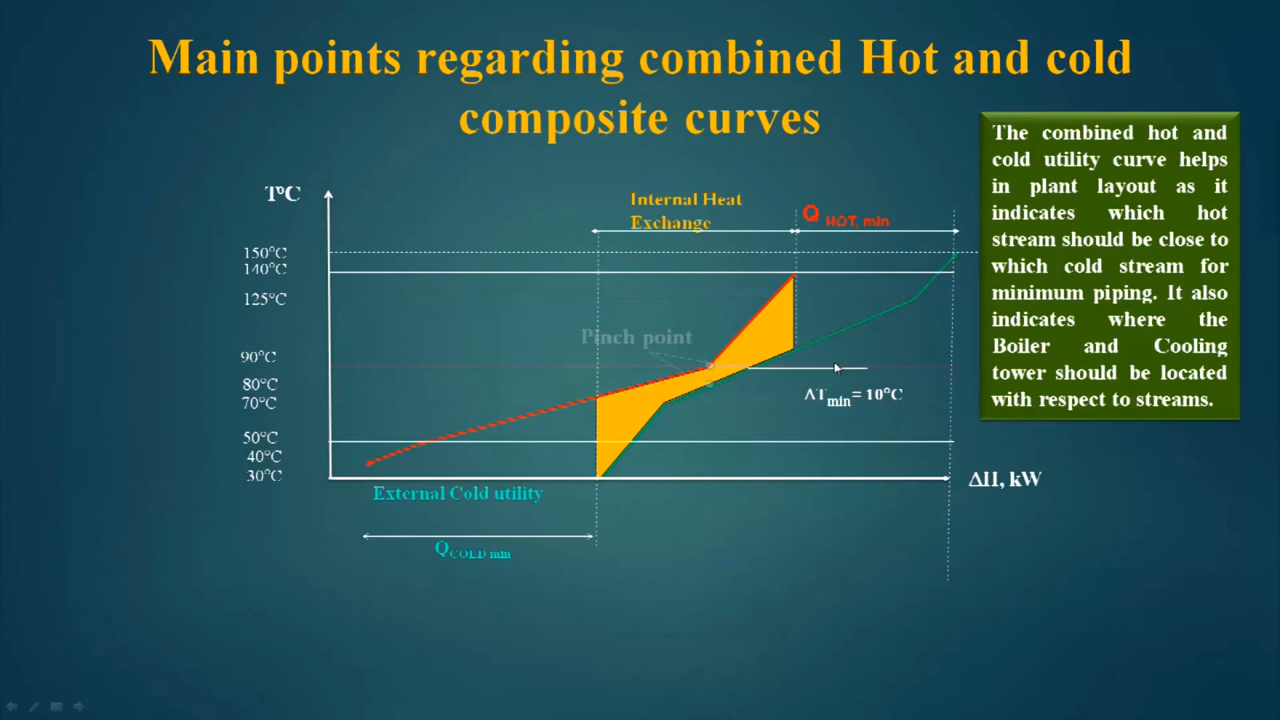 Main points regarding combined Hot and cold
composite curves
The combined hot and
cold utility curve helps
in plant layout as it
indicates which hot
stream should be close to
which cold stream for
minimum piping. It also
indicates where the
Boiler and Cooling
tower should be located
with respect to streams.
T°C
Internal Heat
Exchange
Q HOT, min
150°C
140°C
125°C
Pinch point
90°C
80°C
70°C
ΔTmin= 10°C
50°C
40°C
30°C
ΔH, kW
External Cold utility
QCOLD min